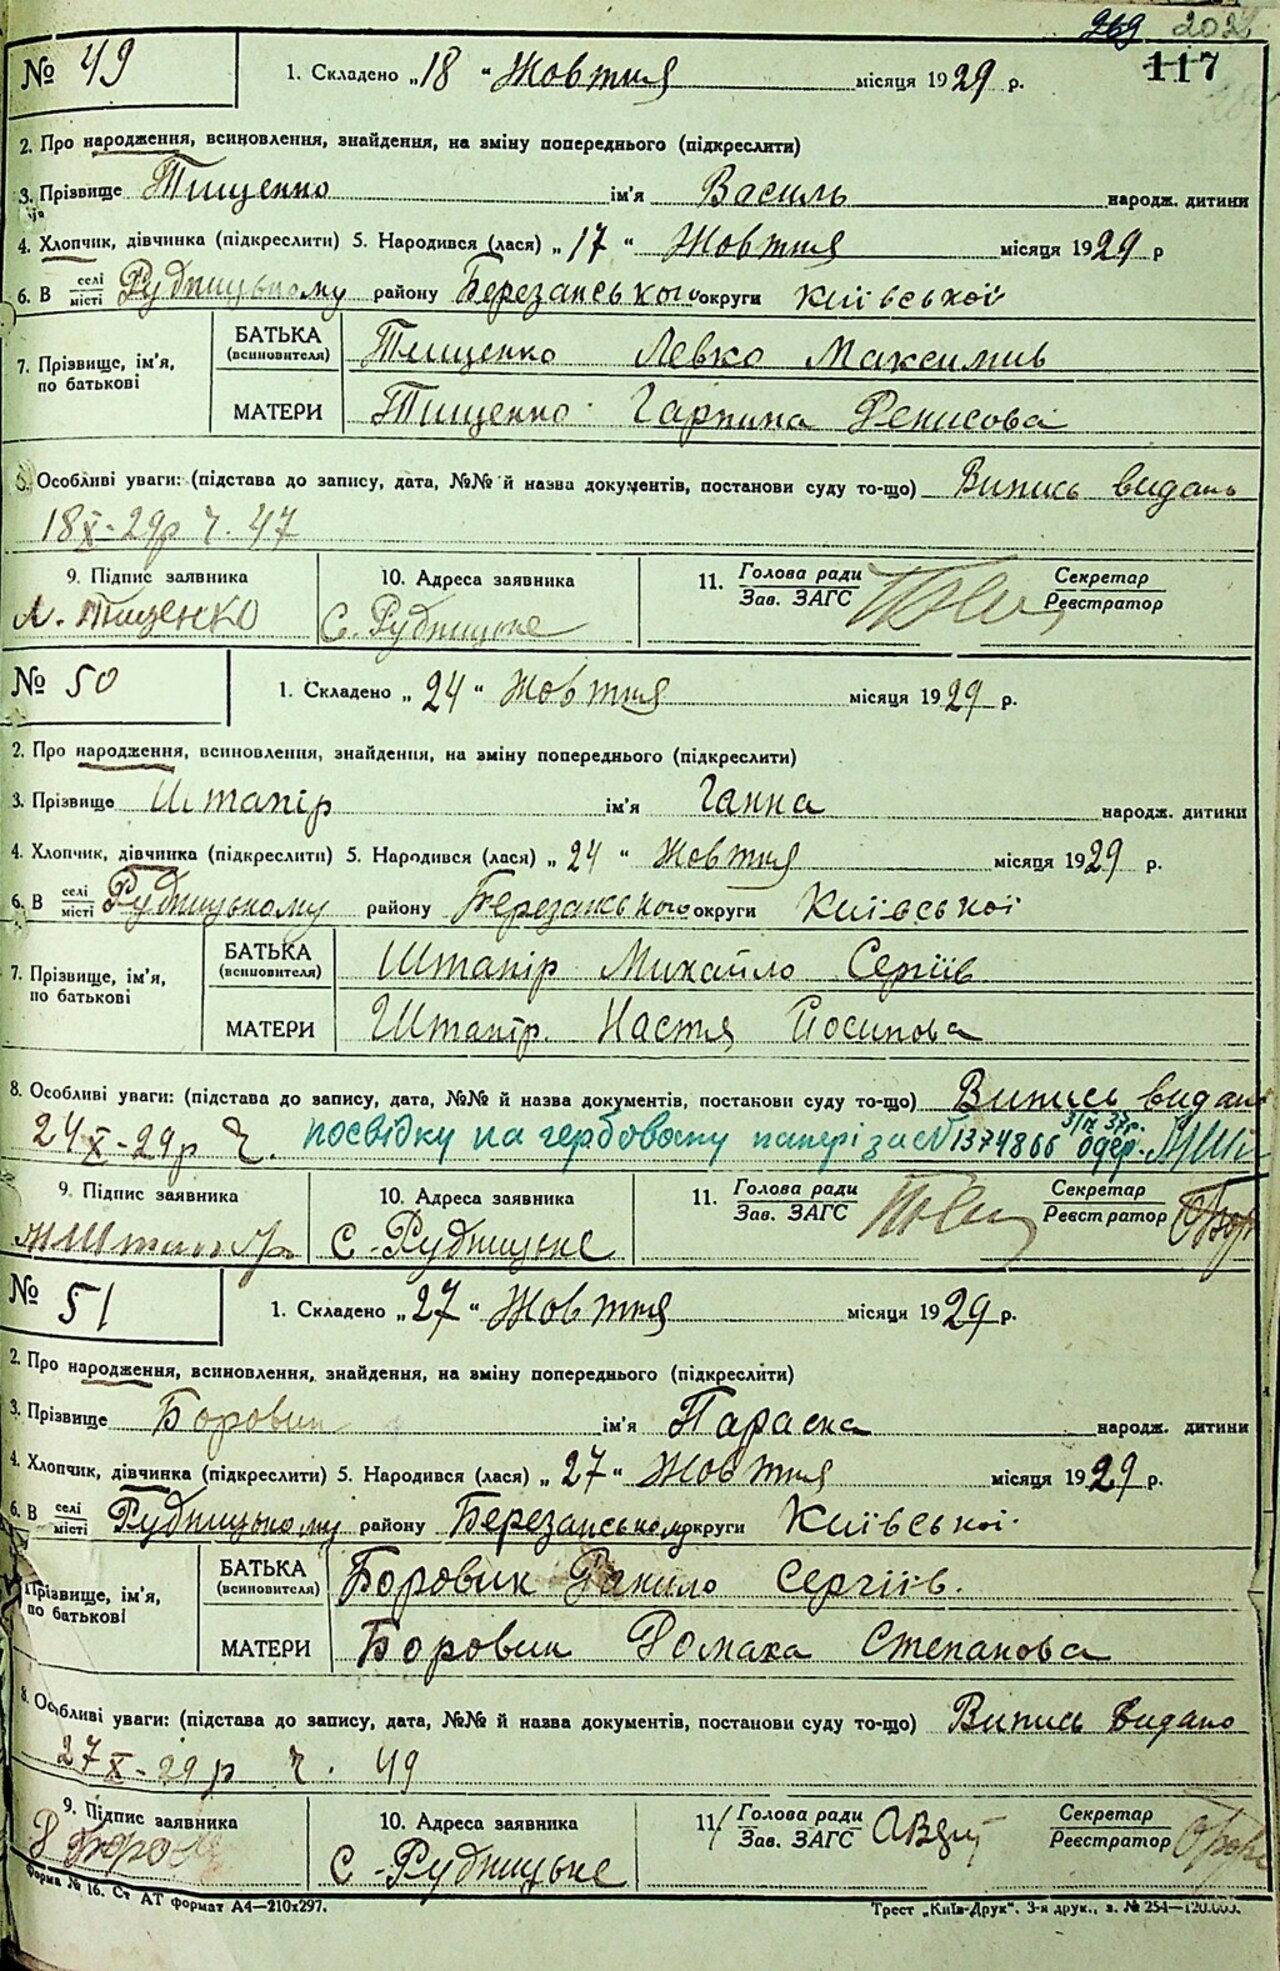 269 202
117
№ 49 1. Складено „18“ Жовтня місяця 1929 р.
2. Про народження, всиновлення, знайдення, на зміну попереднього (підкреслити)
3. Прізвище Тищенко ім'я Василь народж. дитини
4. Хлопчик, дівчинка (підкреслити) 5. Народився (лася) „17“ Жовтня місяця 1929 р
6. В селі/місті Рудницькому району Березанського округи Київської
7. Прізвище, ім'я, по батькові
БАТЬКА (всиновителя) Тищенко Левко Максимів
МАТЕРИ Тищенко Гарпина Денисова
Особливі уваги: (підстава до запису, дата, №№ й назва документів, постанови суду то-що) Випись видань
18 X - 29р Ч. 47
9. Підпис заявника 10. Адреса заявника 11. Голова ради/Зав. ЗАГС Секретар/Реєстратор
Л. Тищенко С. Рудницьке
№ 50 1. Складено „24“ Жовтня місяця 1929 р.
2. Про народження, всиновлення, знайдення, на зміну попереднього (підкреслити)
3. Прізвище Штапір ім'я Ганна народж. дитини
4. Хлопчик, дівчинка (підкреслити) 5. Народився (лася) „24“ Жовтня місяця 1929 р.
6. В селі/місті Рудницькому району Березанського округи Київської
7. Прізвище, ім'я, по батькові
БАТЬКА (всиновителя) Штапір Михайло Сергіїв
МАТЕРИ Штапір. Настя Йосипова
8. Особливі уваги: (підстава до запису, дата, №№ й назва документів, постанови суду то-що) Випись видань
24 X - 29р Ч. посвідку на гербовому папері за № 1374866 одер.
9. Підпис заявника 10. Адреса заявника 11. Голова ради/Зав. ЗАГС Секретар/Реєстратор
С. Рудницьке
№ 51 1. Складено „27“ Жовтня місяця 1929 р.
2. Про народження, всиновлення, знайдення, на зміну попереднього (підкреслити)
3. Прізвище Боровик ім'я Параска народж. дитини
4. Хлопчик, дівчинка (підкреслити) 5. Народився (лася) „27“ Жовтня місяця 1929 р.
6. В селі/місті Рудницькому району Березанського округи Київської
Прізвище, ім'я, по батькові
БАТЬКА (всиновителя) Боровик Данило Сергіїв.
МАТЕРИ Боровик Домаха Степанова
8. Особливі уваги: (підстава до запису, дата, №№ й назва документів, постанови суду то-що) Випись видано
27 X - 29 р Ч. 49
9. Підпис заявника 10. Адреса заявника 11. Голова ради/Зав. ЗАГС Секретар/Реєстратор
С. Рудницьке
Форма № 16. Ст АТ формат А4—210х297. Трест „Київ-Друк“. 3-я друк., з. № 254—120.000.